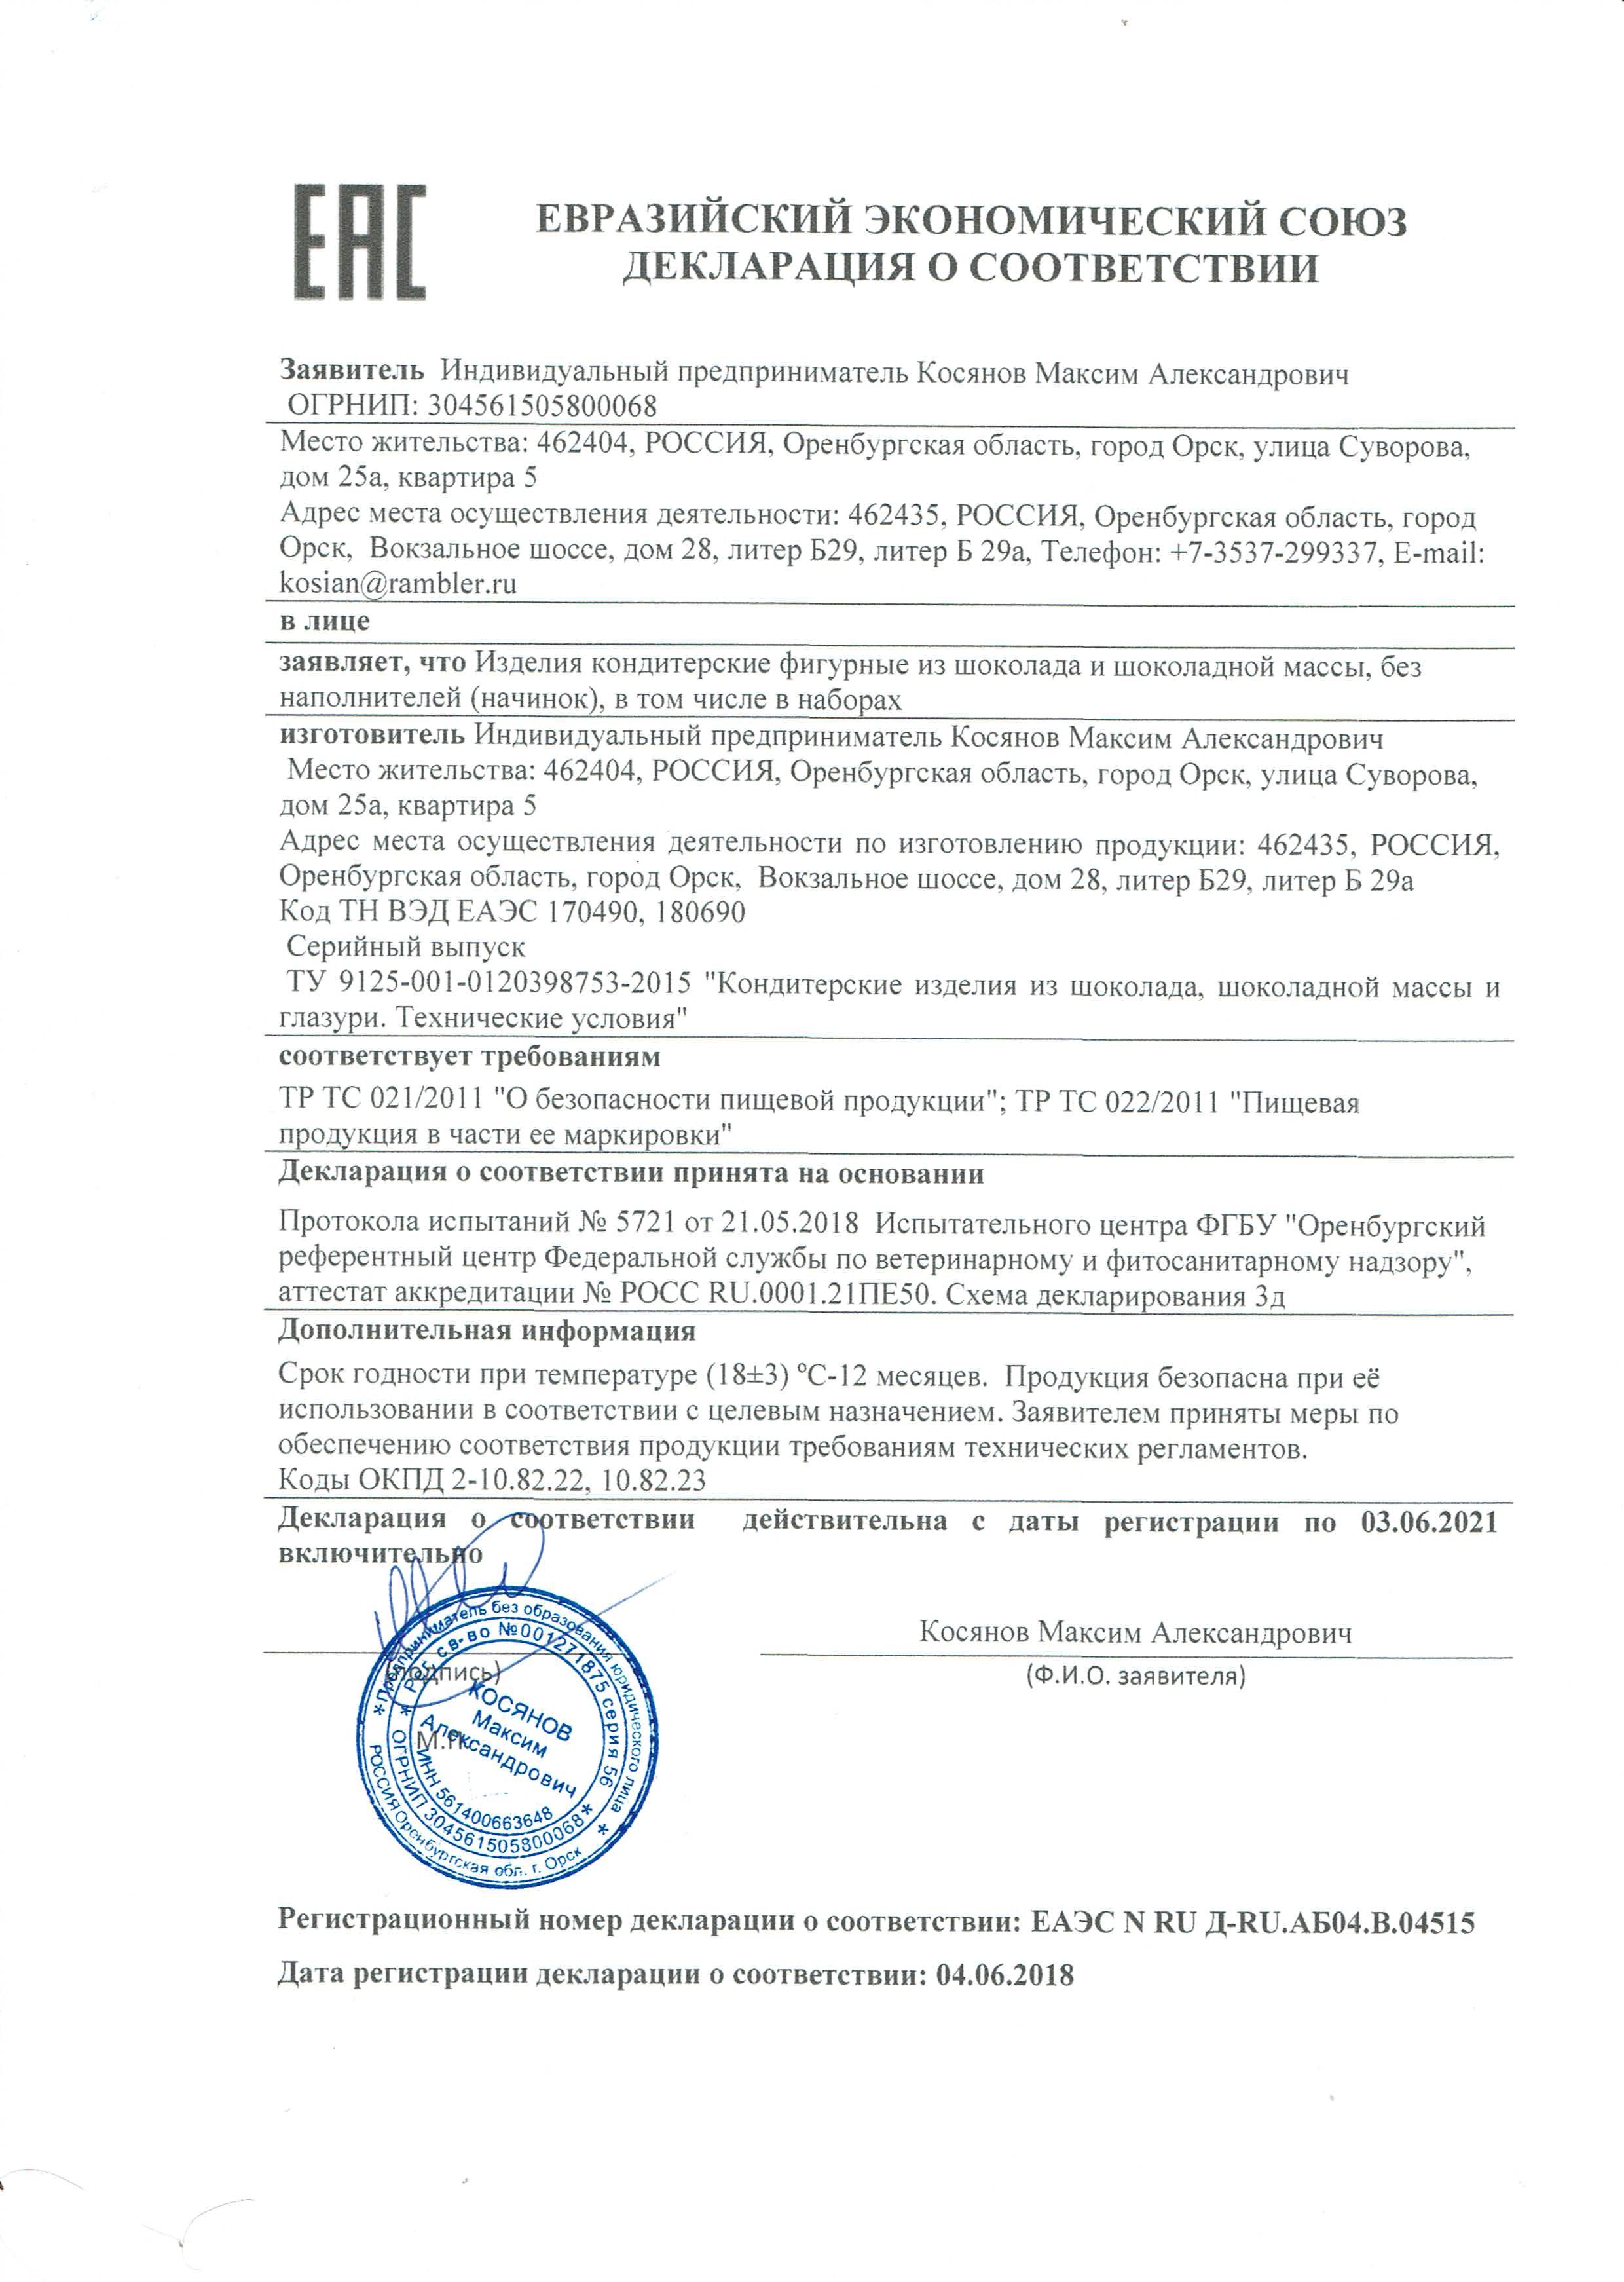 ЕАС
ЕВРАЗИЙСКИЙ ЭКОНОМИЧЕСКИЙ СОЮЗ
ДЕКЛАРАЦИЯ О СООТВЕТСТВИИ
Заявитель Индивидуальный предприниматель Косянов Максим Александрович
ОГРНИП: 304561505800068
Место жительства: 462404, РОССИЯ, Оренбургская область, город Орск, улица Суворова,
дом 25а, квартира 5
Адрес места осуществления деятельности: 462435, РОССИЯ, Оренбургская область, город
Орск, Вокзальное шоссе, дом 28, литер Б29, литер Б 29а, Телефон: +7-3537-299337, E-mail:
kosian@rambler.ru
в лице
заявляет, что Изделия кондитерские фигурные из шоколада и шоколадной массы, без
наполнителей (начинок), в том числе в наборах
изготовитель Индивидуальный предприниматель Косянов Максим Александрович
Место жительства: 462404, РОССИЯ, Оренбургская область, город Орск, улица Суворова,
дом 25а, квартира 5
Адрес места осуществления деятельности по изготовлению продукции: 462435, РОССИЯ,
Оренбургская область, город Орск, Вокзальное шоссе, дом 28, литер Б29, литер Б 29а
Код ТН ВЭД ЕАЭС 170490, 180690
Серийный выпуск
ТУ 9125-001-0120398753-2015 "Кондитерские изделия из шоколада, шоколадной массы и
глазури. Технические условия"
соответствует требованиям
ТР ТС 021/2011 "О безопасности пищевой продукции"; ТР ТС 022/2011 "Пищевая
продукция в части ее маркировки"
Декларация о соответствии принята на основании
Протокола испытаний № 5721 от 21.05.2018 Испытательного центра ФГБУ "Оренбургский
референтный центр Федеральной службы по ветеринарному и фитосанитарному надзору",
аттестат аккредитации № РОСС RU.0001.21ПЕ50. Схема декларирования 3д
Дополнительная информация
Срок годности при температуре (18±3) °С-12 месяцев. Продукция безопасна при её
использовании в соответствии с целевым назначением. Заявителем приняты меры по
обеспечению соответствия продукции требованиям технических регламентов.
Коды ОКПД 2-10.82.22, 10.82.23
Декларация о соответствии действительна с даты регистрации по 03.06.2021
включительно
Косянов Максим Александрович
(подпись)
(Ф.И.О. заявителя)
М.П.
*Предприниматель без образования юридического лица *
РОССИЯ Оренбургская обл. г. Орск
* Рег. св-во №001271875 серия 56 *
ОГРНИП 304561505800068
КОСЯНОВ
Максим
Александрович
ИНН 561400663648
Регистрационный номер декларации о соответствии: ЕАЭС N RU Д-RU.АБ04.В.04515
Дата регистрации декларации о соответствии: 04.06.2018